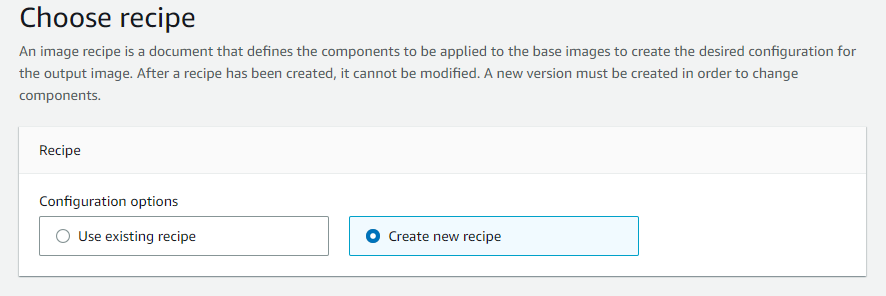 Choose recipe
An image recipe is a document that defines the components to be applied to the base images to create the desired configuration for
the output image. After a recipe has been created, it cannot be modified. A new version must be created in order to change
components.
Recipe
Configuration options
Use existing recipe
Create new recipe